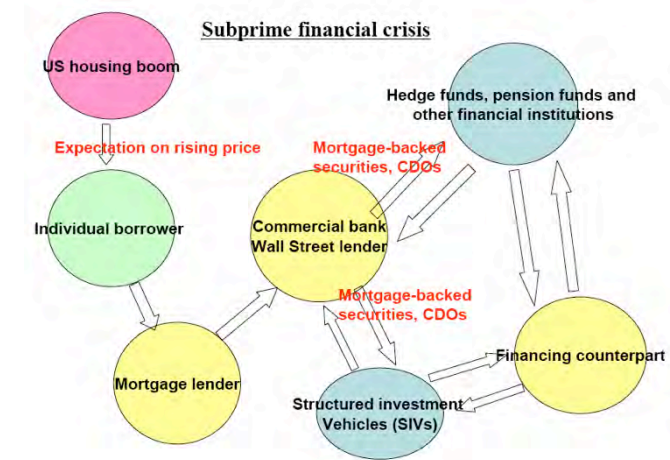 Subprime financial crisis
US housing boom
Hedge funds, pension funds and
other financial institutions
Expectation on rising price
Mortgage-backed
securities, CDOs
Individual borrower
Commercial bank
Wall Street lender
Mortgage-backed
securities, CDOs
Financing counterpart
Mortgage lender
Structured investment
Vehicles (SIVs)